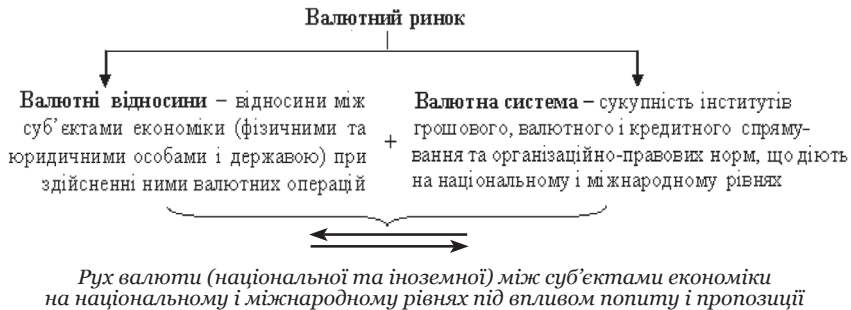 Валютний ринок
Валютні відносини – відносини між
суб'єктами економіки (фізичними та
юридичними особами і державою) при
здійсненні ними валютних операцій
+
Валютна система – сукупність інститутів
грошового, валютного і кредитного спряму-
вання та організаційно-правових норм, що діють
на національному і міжнародному рівнях
Рух валюти (національної та іноземної) між суб'єктами економіки
на національному і міжнародному рівнях під впливом попиту і пропозиції